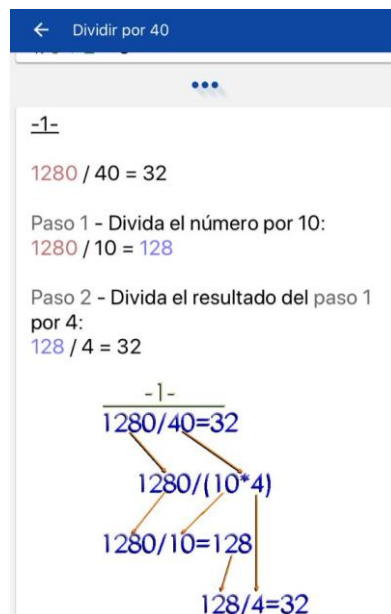 Dividir por 40
-1-
1280 / 40 = 32
Paso 1 - Divida el número por 10:
1280 / 10 = 128
Paso 2 - Divida el resultado del paso 1
por 4:
128 / 4 = 32
-1-
1280/40=32
1280/(10*4)
1280/10=128
128/4=32